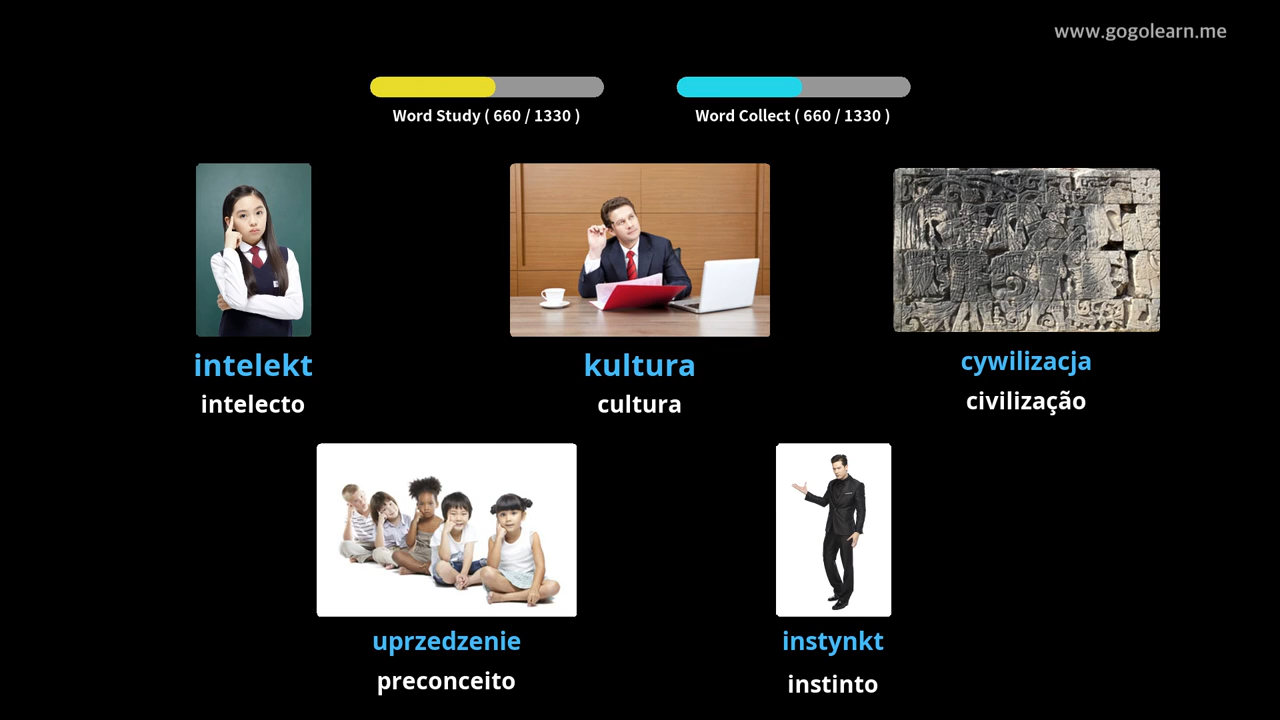 www.gogolearn.me
Word Study ( 660 / 1330 )
Word Collect ( 660 / 1330 )
intelekt
intelecto
kultura
cultura
cywilizacja
civilização
uprzedzenie
preconceito
instynkt
instinto